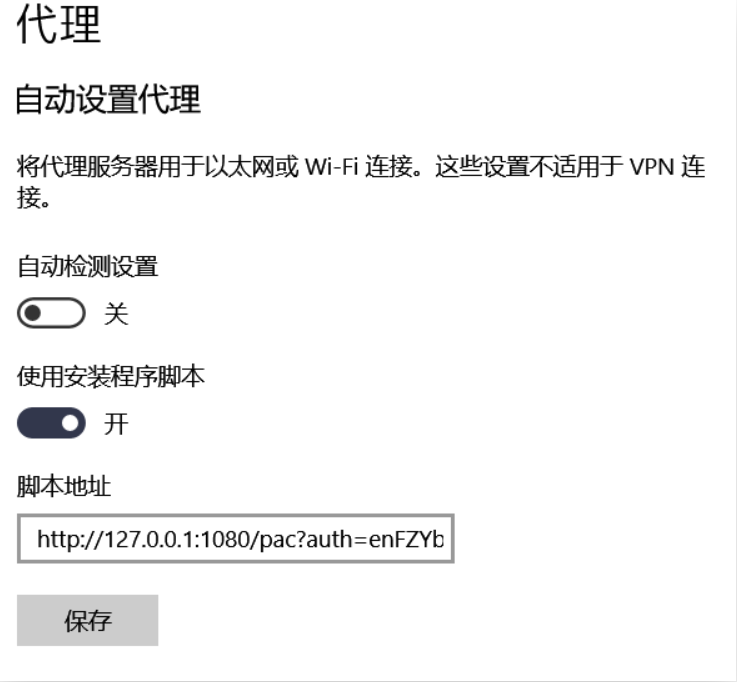 代理
自动设置代理
将代理服务器用于以太网或 Wi-Fi 连接。这些设置不适用于 VPN 连
接。
自动检测设置
关
使用安装程序脚本
开
脚本地址
http://127.0.0.1:1080/pac?auth=enFZYb
保存